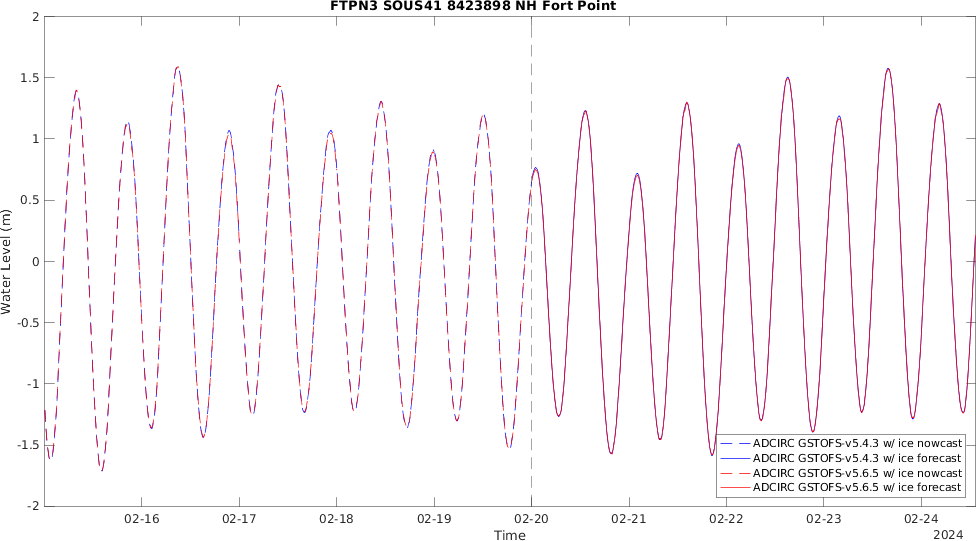 FTPN3 SOUS41 8423898 NH Fort Point
2
1.5
1
0.5
0
-0.5
-1
-1.5
-2
Water Level (m)
ADCIRC GSTOFS-v5.4.3 w/ ice nowcast
ADCIRC GSTOFS-v5.4.3 w/ ice forecast
ADCIRC GSTOFS-v5.6.5 w/ ice nowcast
ADCIRC GSTOFS-v5.6.5 w/ ice forecast
02-16 02-17 02-18 02-19 02-20 02-21 02-22 02-23 02-24
Time
2024